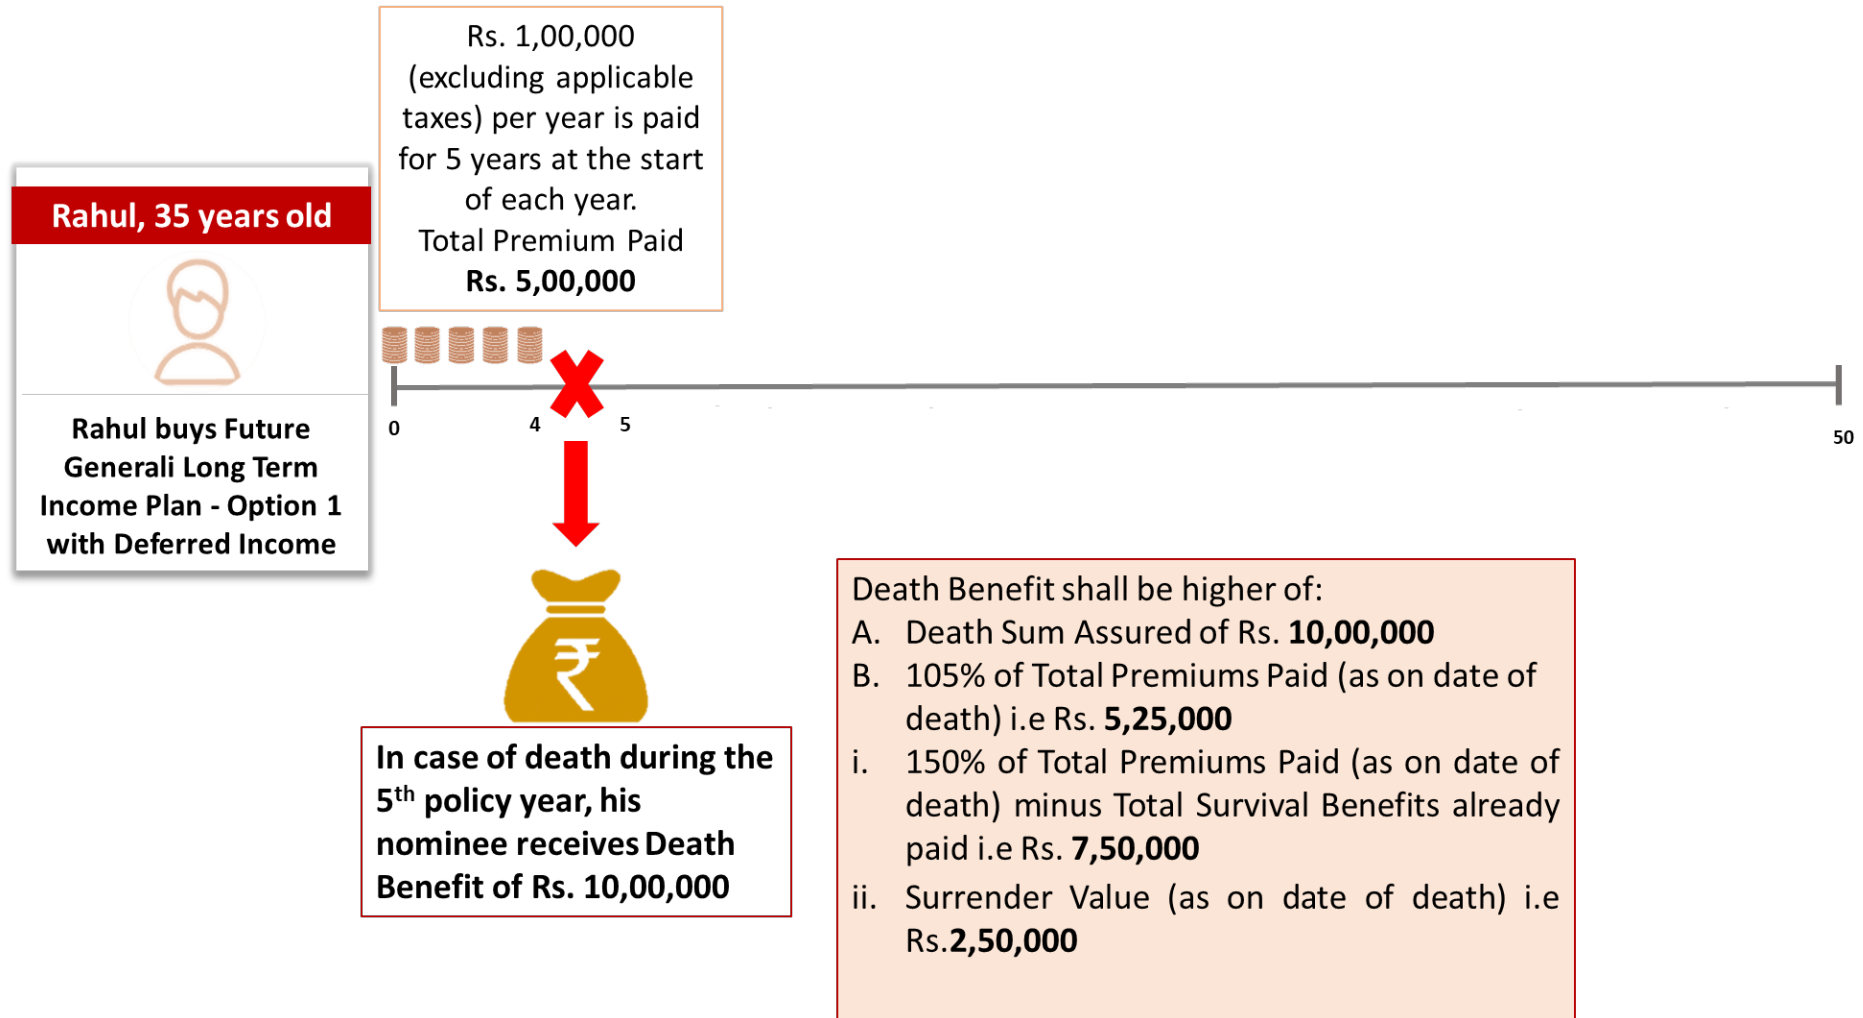 Rs. 1,00,000
(excluding applicable
taxes) per year is paid
for 5 years at the start
of each year.
Total Premium Paid
Rs. 5,00,000
Rahul, 35 years old
Rahul buys Future
Generali Long Term
Income Plan - Option 1
with Deferred Income
0
4
5
50
₹
In case of death during the
5th policy year, his
nominee receives Death
Benefit of Rs. 10,00,000
Death Benefit shall be higher of:
A. Death Sum Assured of Rs. 10,00,000
B. 105% of Total Premiums Paid (as on date of
death) i.e Rs. 5,25,000
i. 150% of Total Premiums Paid (as on date of
death) minus Total Survival Benefits already
paid i.e Rs. 7,50,000
ii. Surrender Value (as on date of death) i.e
Rs.2,50,000